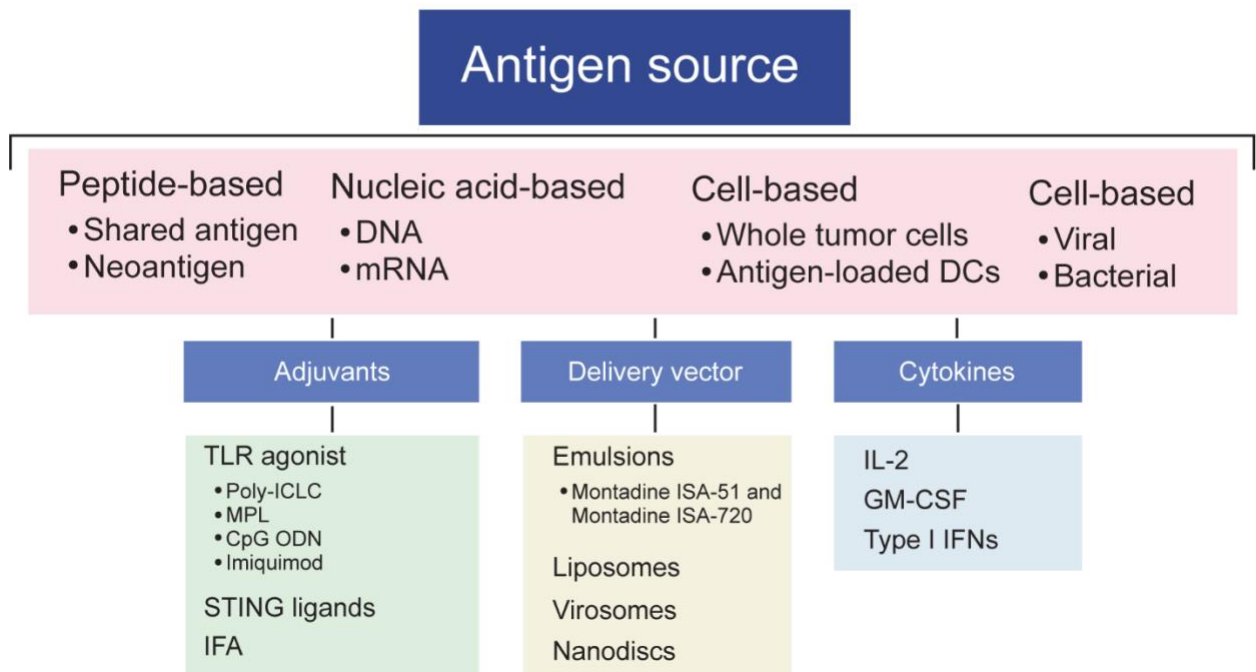 Antigen source
Peptide-based
• Shared antigen
• Neoantigen
Nucleic acid-based
• DNA
• mRNA
Cell-based
• Whole tumor cells
• Antigen-loaded DCs
Cell-based
• Viral
• Bacterial
Adjuvants
TLR agonist
• Poly-ICLC
• MPL
• CpG ODN
• Imiquimod
STING ligands
IFA
Delivery vector
Emulsions
• Montadine ISA-51 and
Montadine ISA-720
Liposomes
Virosomes
Nanodiscs
Cytokines
IL-2
GM-CSF
Type I IFNs